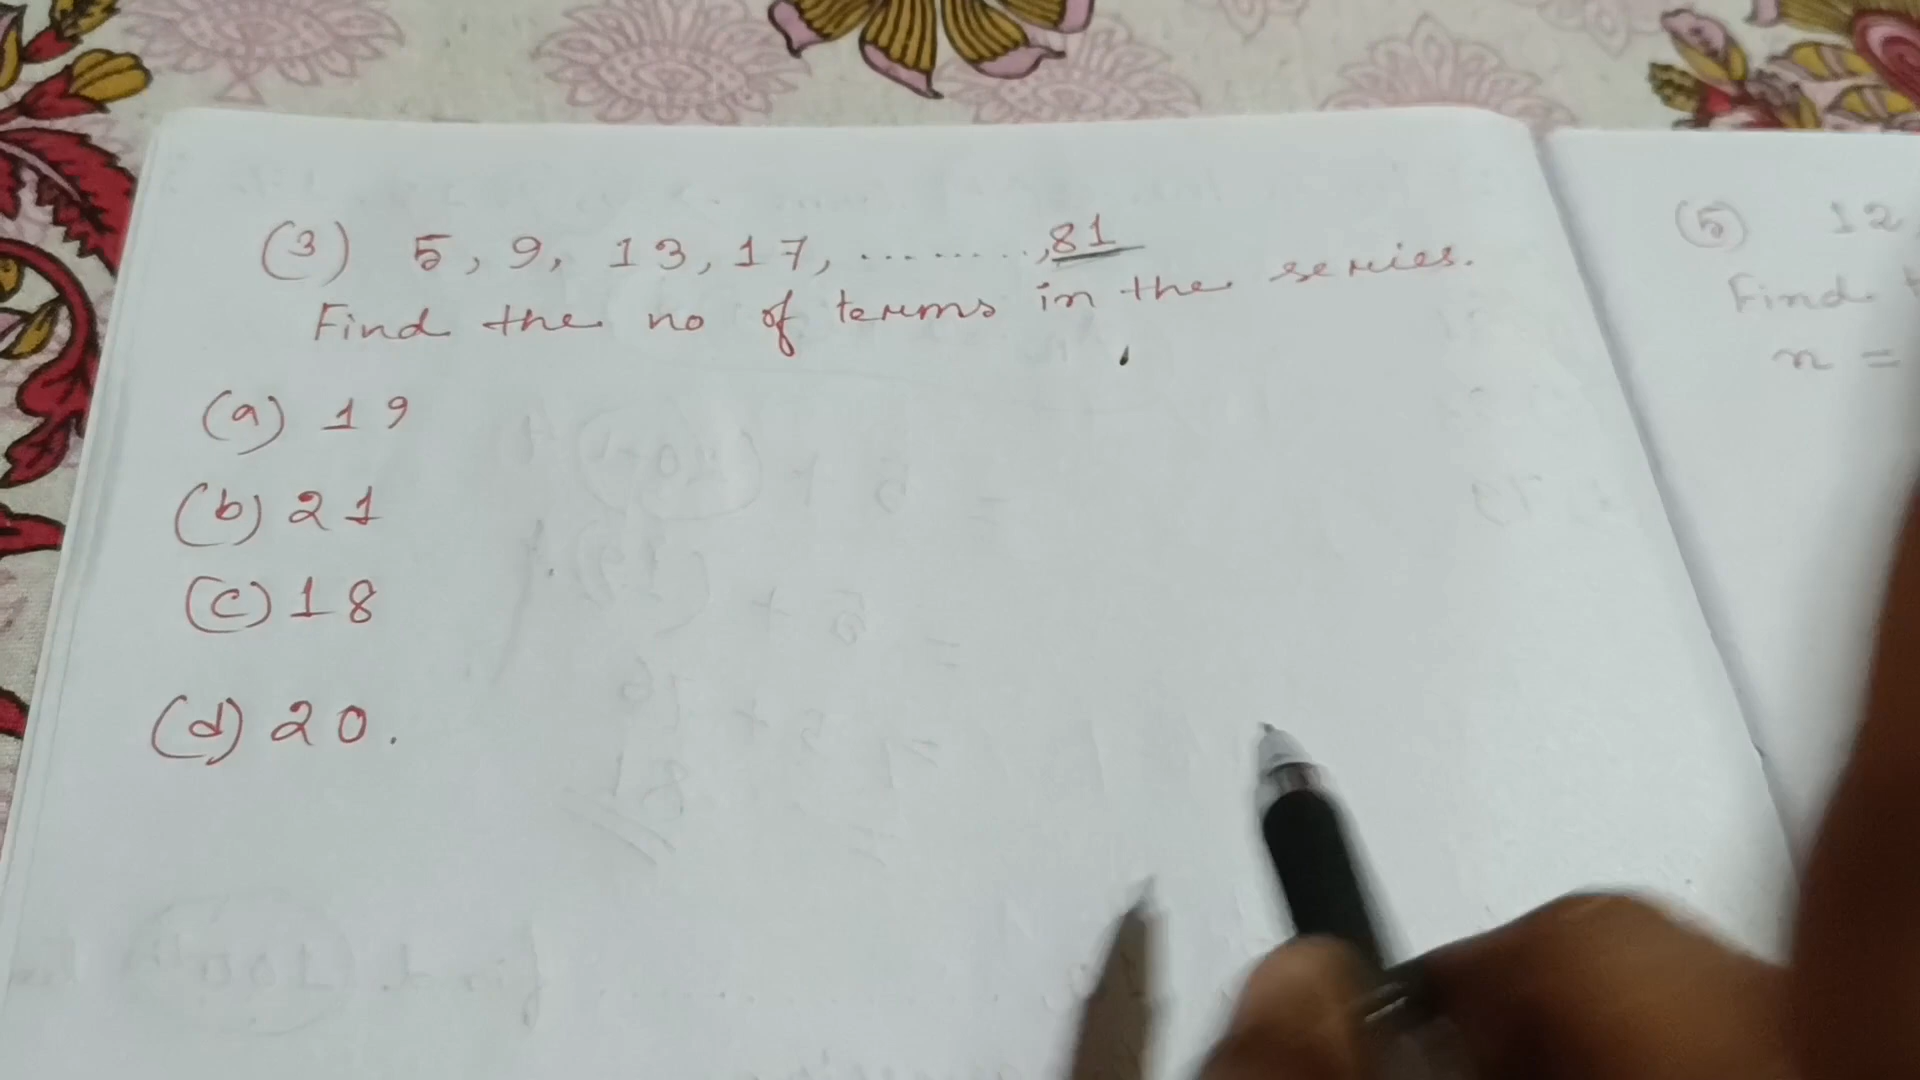 (3) 5, 9, 13, 17, ........., 81
Find the no of terms in the series.
(a) 19
(b) 21
(c) 18
(d) 20.
(5) 12
Find
n =